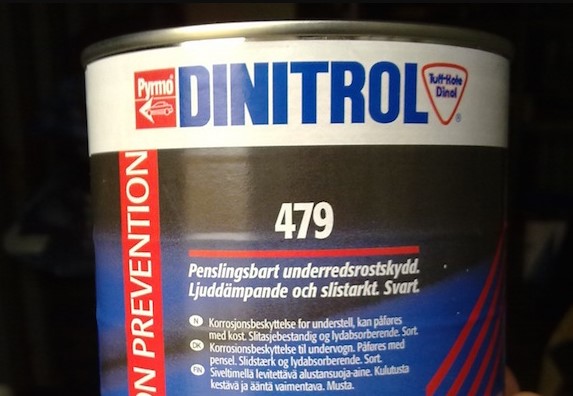 Pyrmo
DINITROL
Tuff-Kote
Dinol
®
ON PREVENTION
479
Penslingsbart underredsrostskydd.
Ljuddämpande och slistarkt. Svart.
N Korrosjonsbeskyttelse for understell, kan påføres
med kost. Slitasjebestandig og lydabsorberende. Sort.
DK Korrosionsbeskyttelse til undervogn. Påføres med
pensel. Slidstærk og lydabsorberende. Sort.
FIN Siveltimellä levitettävä alustansuoja-aine. Kulutusta
kestävä ja ääntä vaimentava. Musta.